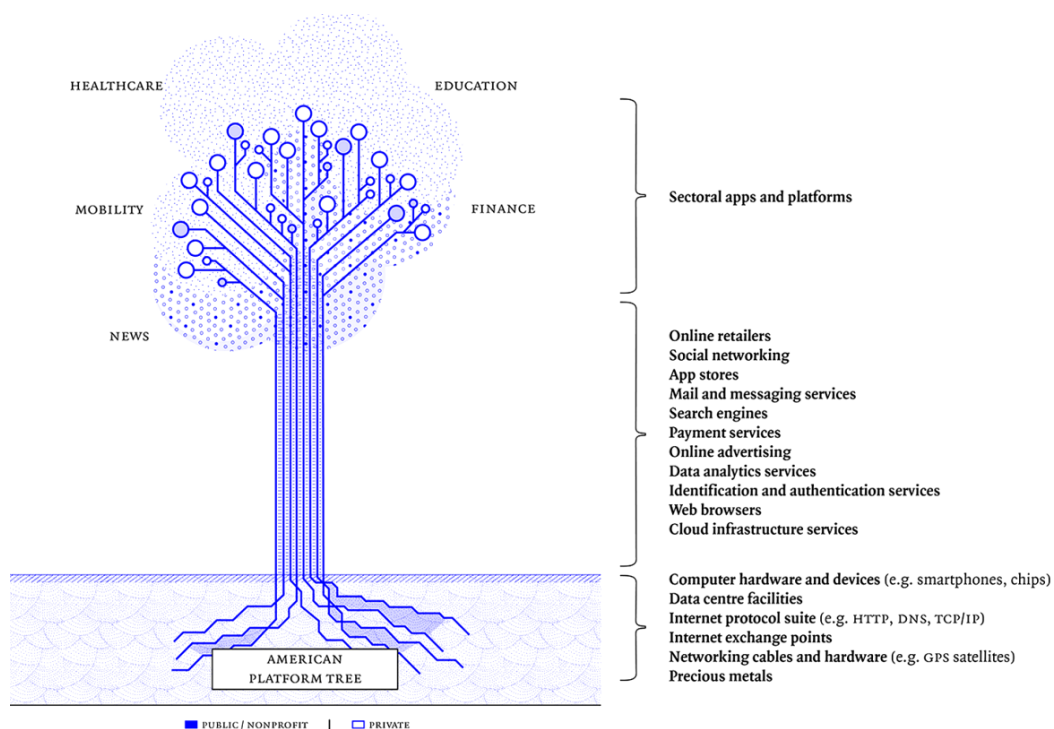 HEALTHCARE
EDUCATION
MOBILITY
FINANCE
NEWS
Sectoral apps and platforms
Online retailers
Social networking
App stores
Mail and messaging services
Search engines
Payment services
Online advertising
Data analytics services
Identification and authentication services
Web browsers
Cloud infrastructure services
Computer hardware and devices (e.g. smartphones, chips)
Data centre facilities
Internet protocol suite (e.g. HTTP, DNS, TCP/IP)
Internet exchange points
Networking cables and hardware (e.g. GPS satellites)
Precious metals
AMERICAN
PLATFORM TREE
PUBLIC / NONPROFIT | PRIVATE